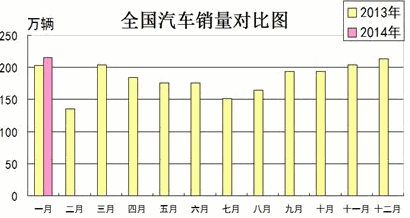 全国汽车销量对比图
万辆
2013年
2014年
250
200
150
100
50
0
一月 二月 三月 四月 五月 六月 七月 八月 九月 十月 十一月 十二月